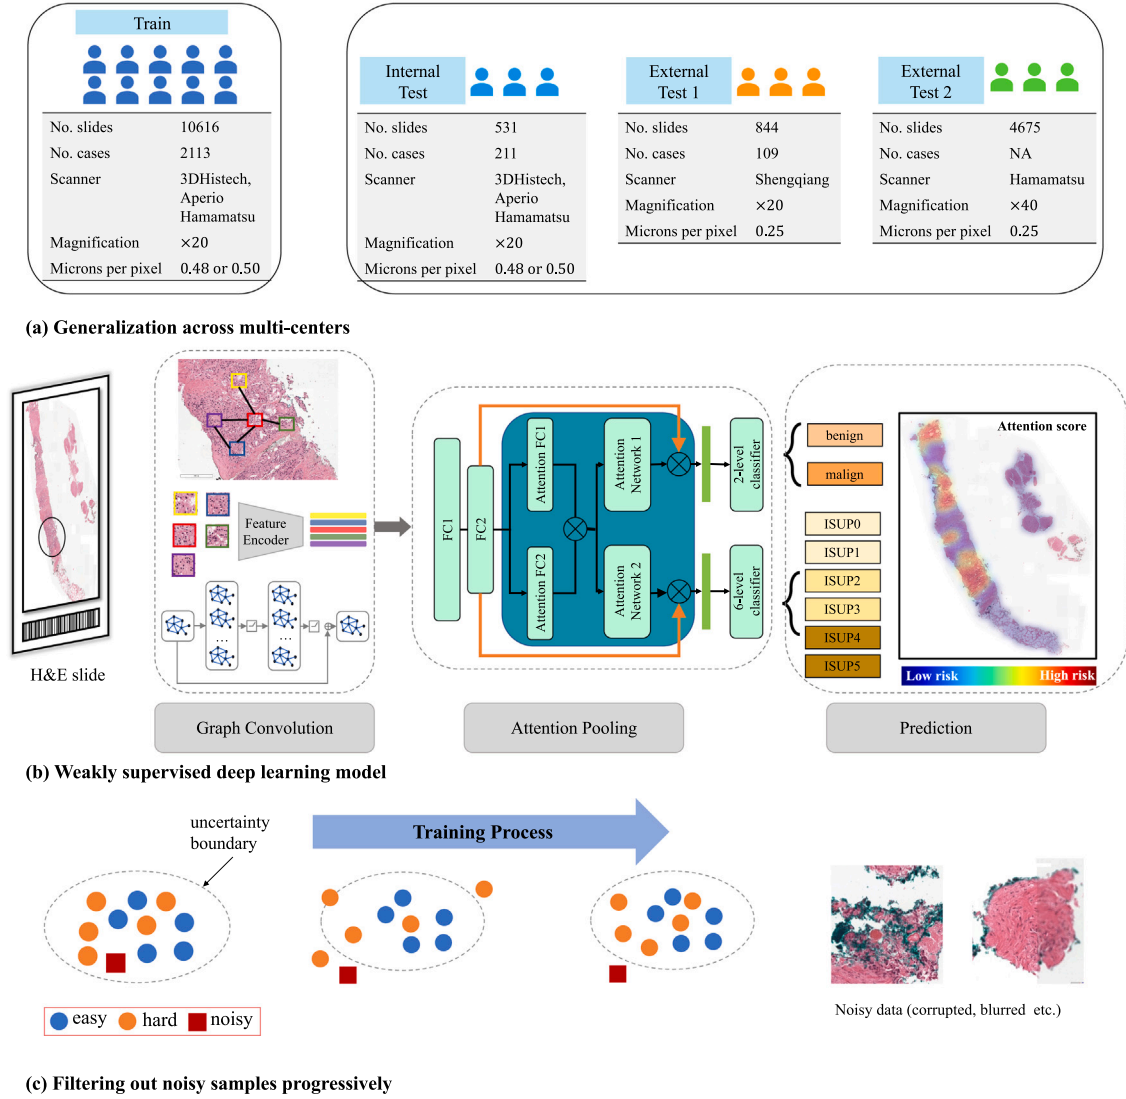 Train
No. slides 10616
No. cases 2113
Scanner 3DHistech,
Aperio
Hamamatsu
Magnification ×20
Microns per pixel 0.48 or 0.50
Internal
Test
No. slides 531
No. cases 211
Scanner 3DHistech,
Aperio
Hamamatsu
Magnification ×20
Microns per pixel 0.48 or 0.50
External
Test 1
No. slides 844
No. cases 109
Scanner Shengqiang
Magnification ×20
Microns per pixel 0.25
External
Test 2
No. slides 4675
No. cases NA
Scanner Hamamatsu
Magnification ×40
Microns per pixel 0.25
(a) Generalization across multi-centers
H&E slide
Feature
Encoder
...
...
Graph Convolution
FC1
FC2
Attention FC1
Attention FC2
Attention
Network 1
Attention
Network 2
2-level
classifier
6-level
classifier
Attention Pooling
benign
malign
ISUP0
ISUP1
ISUP2
ISUP3
ISUP4
ISUP5
Attention score
Low risk High risk
Prediction
(b) Weakly supervised deep learning model
uncertainty
boundary
Training Process
easy hard noisy
Noisy data (corrupted, blurred etc.)
(c) Filtering out noisy samples progressively